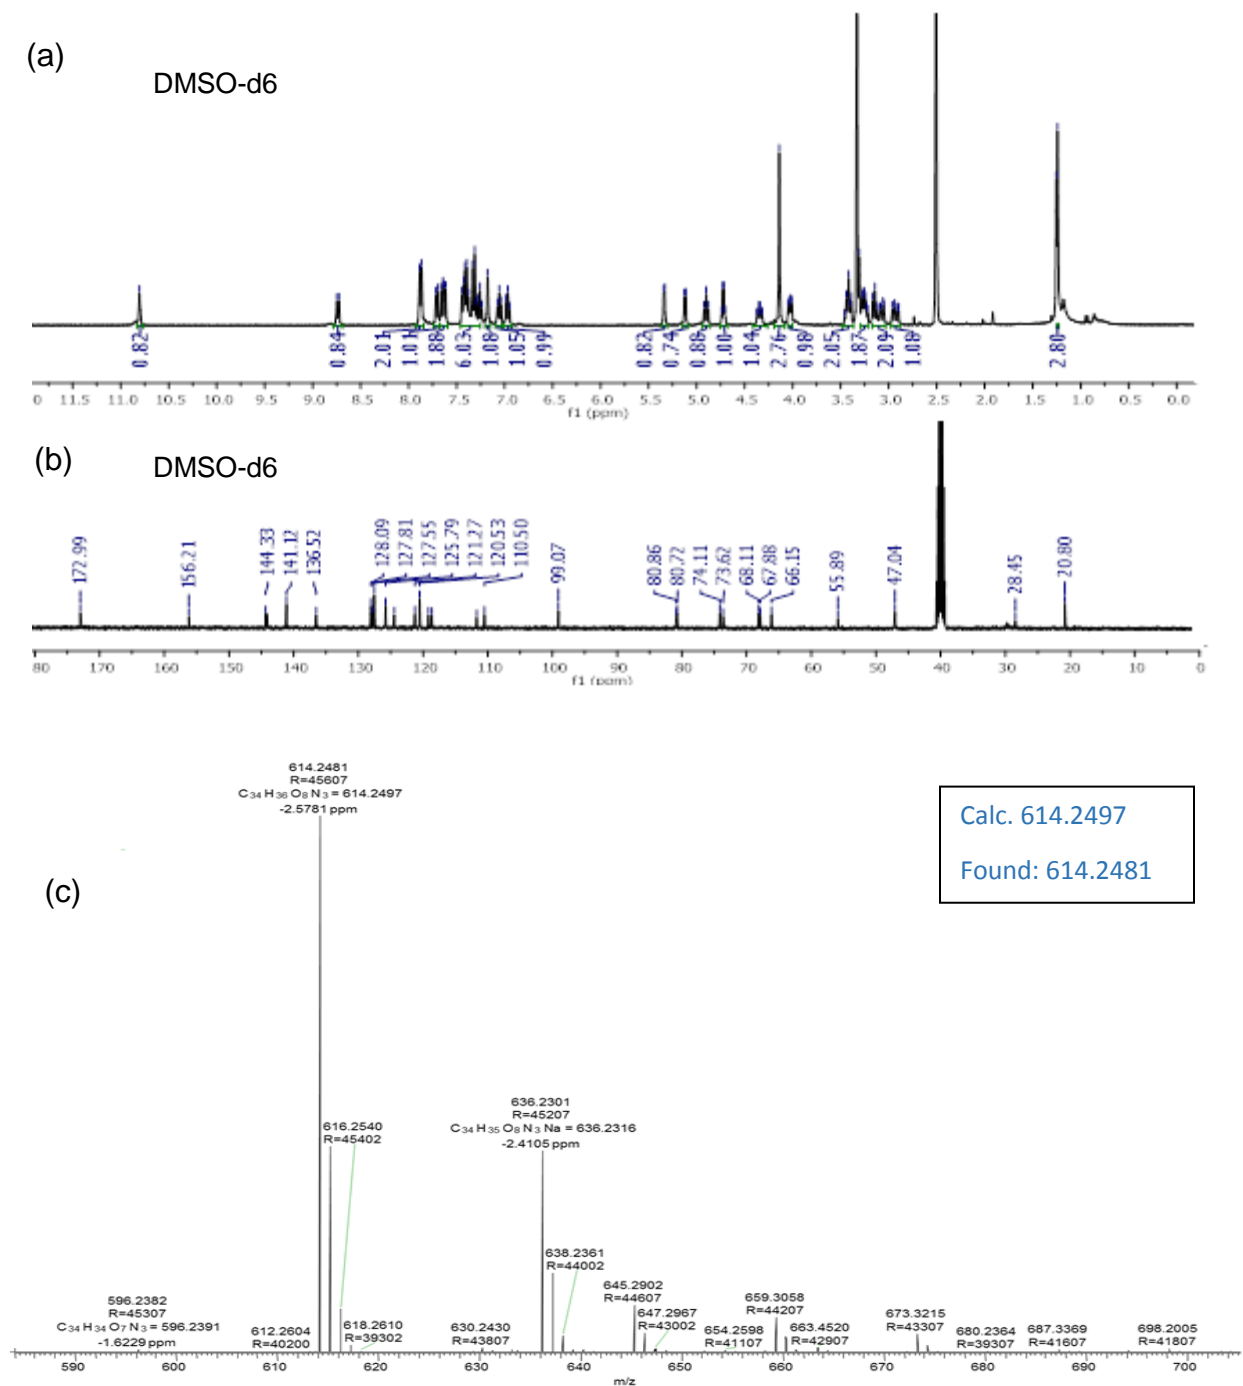 (a)
DMSO-d6
0.82
0.84
2.01
1.01
1.88
6.03
1.08
1.05
0.99
0.82
0.74
0.88
1.00
1.04
2.76
0.98
2.05
1.87
2.09
1.08
2.80
0 11.5 11.0 10.5 10.0 9.5 9.0 8.5 8.0 7.5 7.0 6.5 6.0 5.5 5.0 4.5 4.0 3.5 3.0 2.5 2.0 1.5 1.0 0.5 0.0
f1 (ppm)
(b)
DMSO-d6
172.99
156.21
144.33
141.12
136.52
128.09
127.81
127.55
125.79
121.27
120.53
110.50
99.07
80.86
80.72
74.11
73.62
68.11
67.88
66.15
55.89
47.04
28.45
20.80
80 170 160 150 140 130 120 110 100 90 80 70 60 50 40 30 20 10 0
f1 (ppm)
(c)
614.2481
R=45607
C34 H36 O8 N3 = 614.2497
-2.5781 ppm
Calc. 614.2497
Found: 614.2481
616.2540
R=45402
636.2301
R=45207
C34 H35 O8 N3 Na = 636.2316
-2.4105 ppm
638.2361
R=44002
596.2382
R=45307
C34 H34 O7 N3 = 596.2391
-1.6229 ppm
612.2604
R=40200
618.2610
R=39302
630.2430
R=43807
645.2902
R=44607
647.2967
R=43002
654.2598
R=41107
659.3058
R=44207
663.4520
R=42907
673.3215
R=43307
680.2364
R=39307
687.3369
R=41607
698.2005
R=41807
590 600 610 620 630 640 650 660 670 680 690 700
m/z